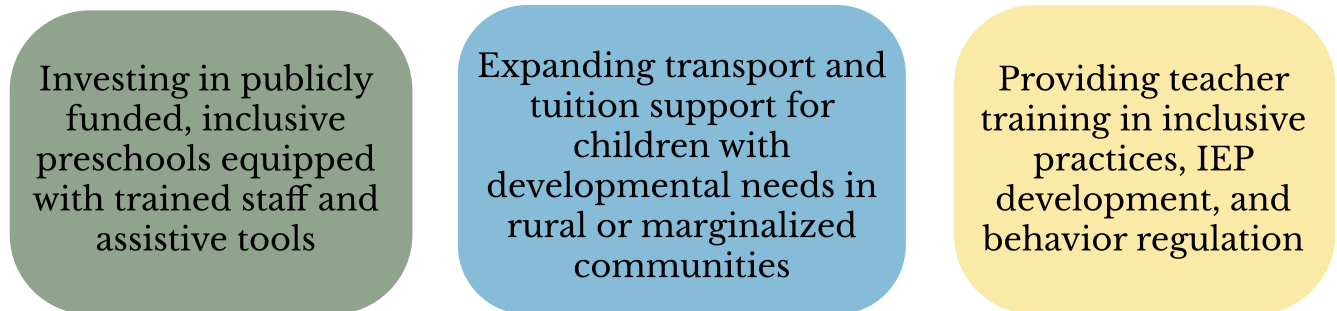 Investing in publicly
funded, inclusive
preschools equipped
with trained staff and
assistive tools
Expanding transport and
tuition support for
children with
developmental needs in
rural or marginalized
communities
Providing teacher
training in inclusive
practices, IEP
development, and
behavior regulation